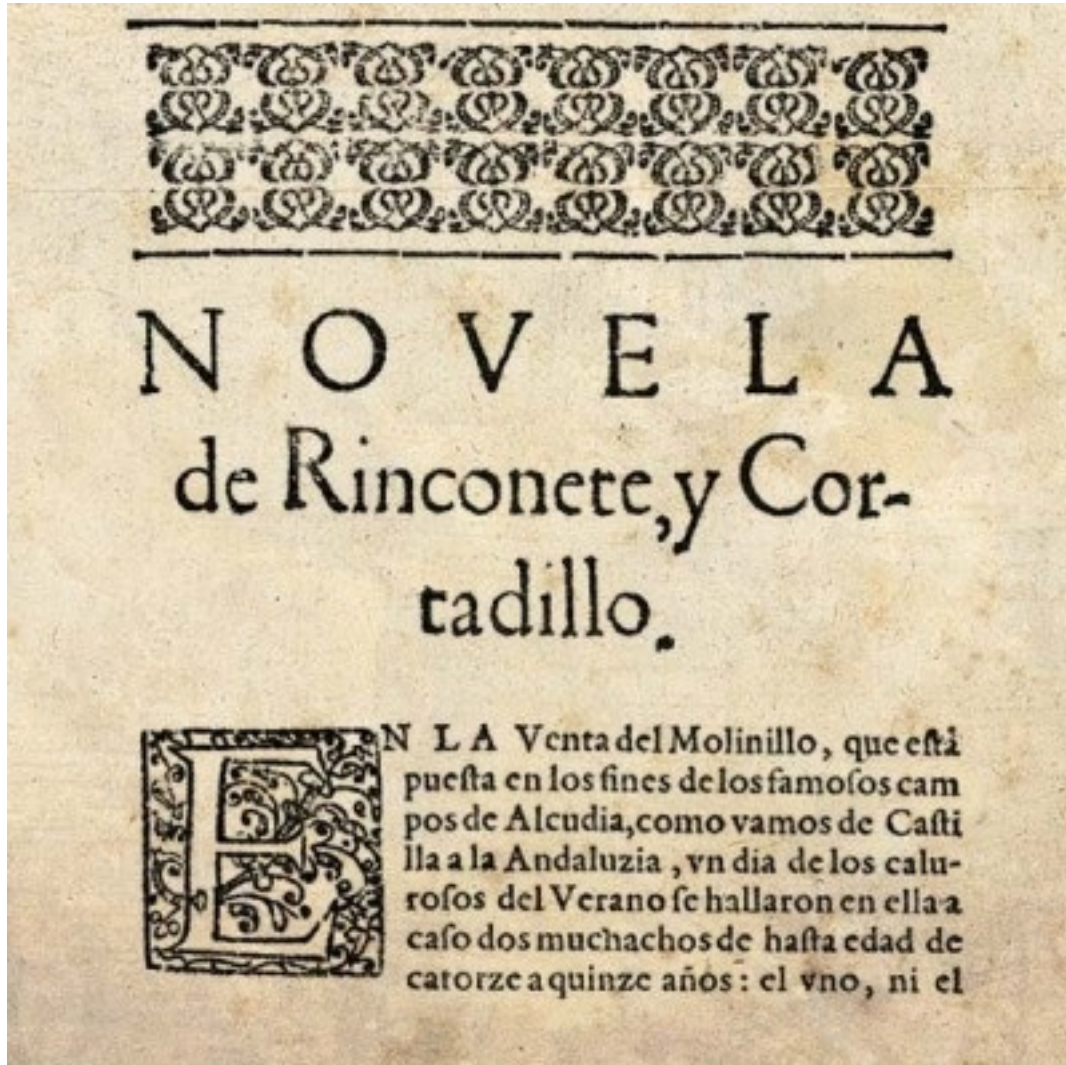 NOVELA
de Rinconete, y Cor-
tadillo.
EN LA Venta del Molinillo, que està
pueſta en los fines de los famoſos cam
pos de Alcudia, como vamos de Caſti
lla a la Andaluzia, vn dia de los calu-
roſos del Verano ſe hallaron en ella a
caſo dos muchachos de haſta edad de
catorze a quinze años: el vno, ni el